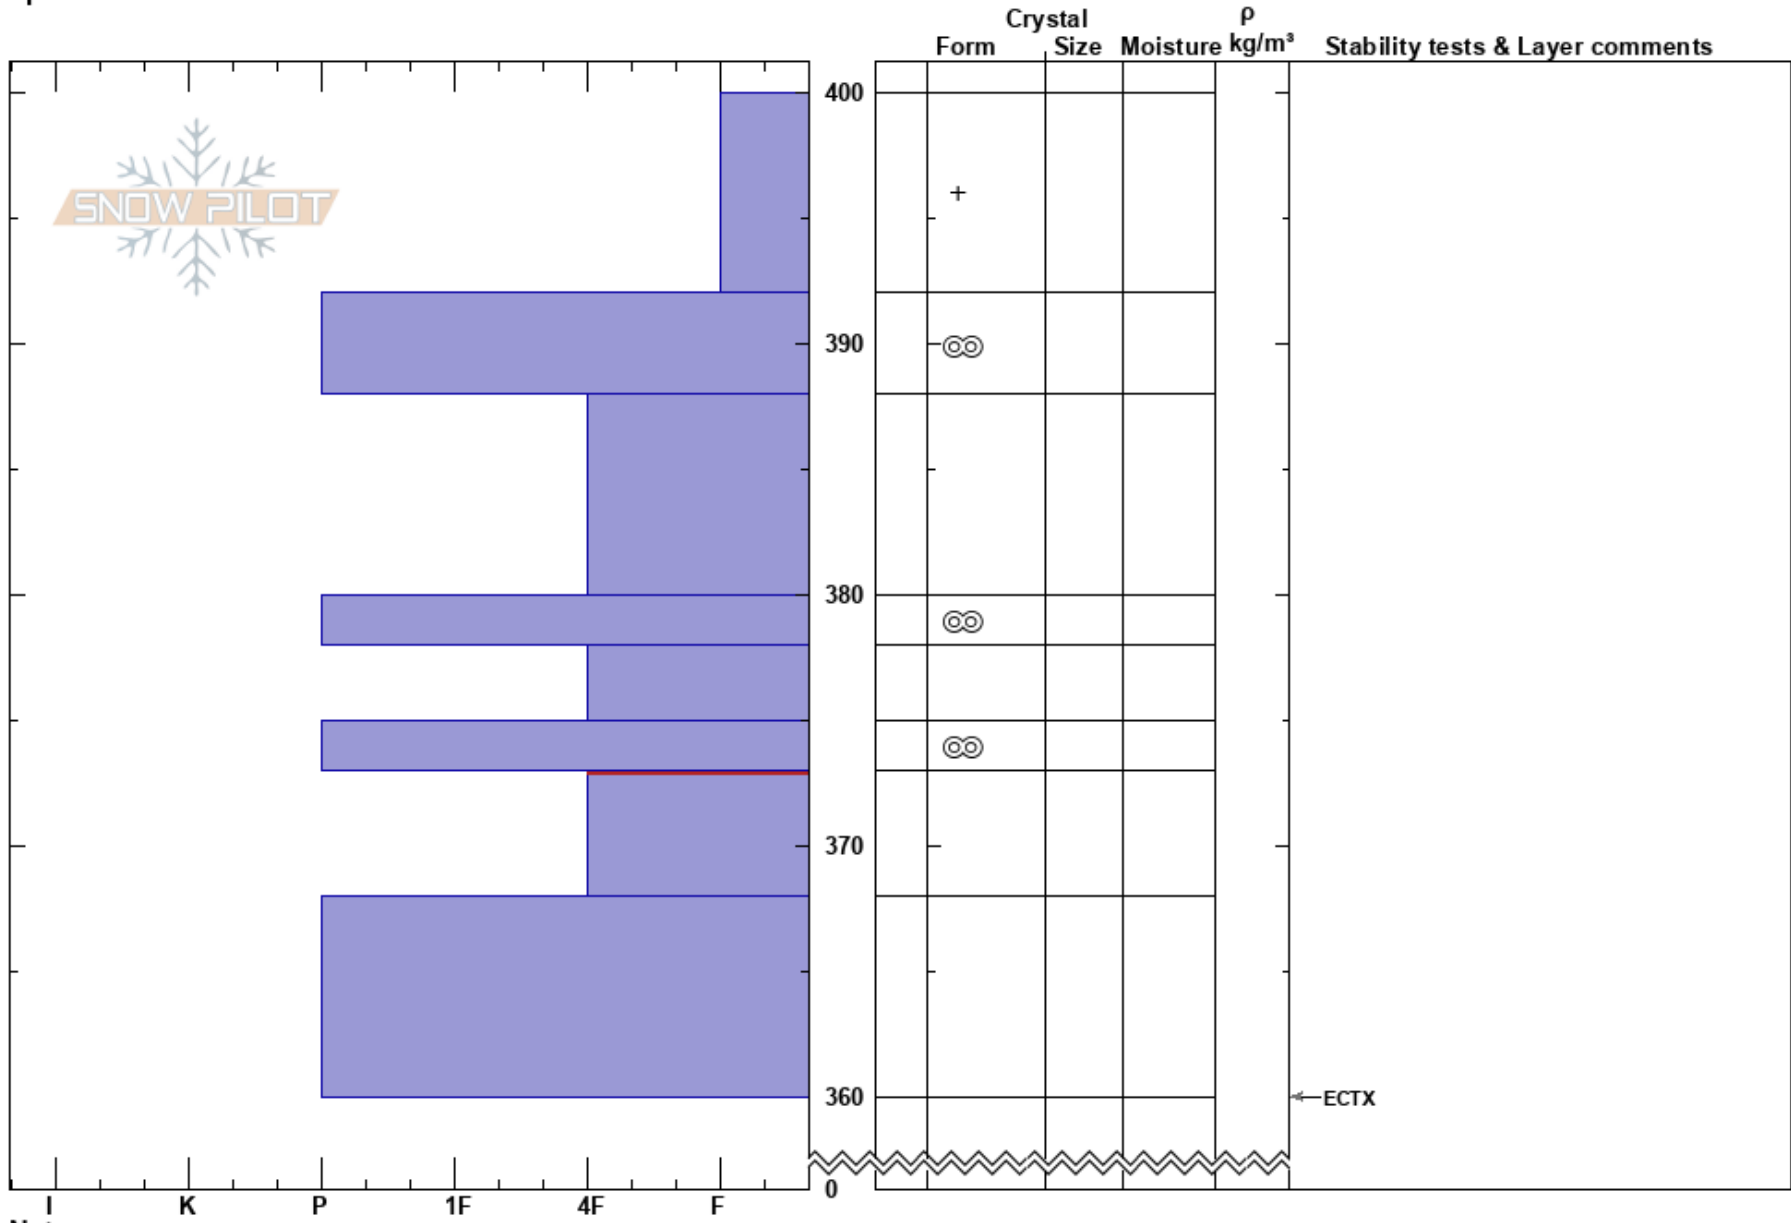 Crystal
ρ
Form Size Moisture kg/m³ Stability tests & Layer comments
400
SNOW PILOT
+
390
380
370
360
ECTX
0
I K P 1F 4F F